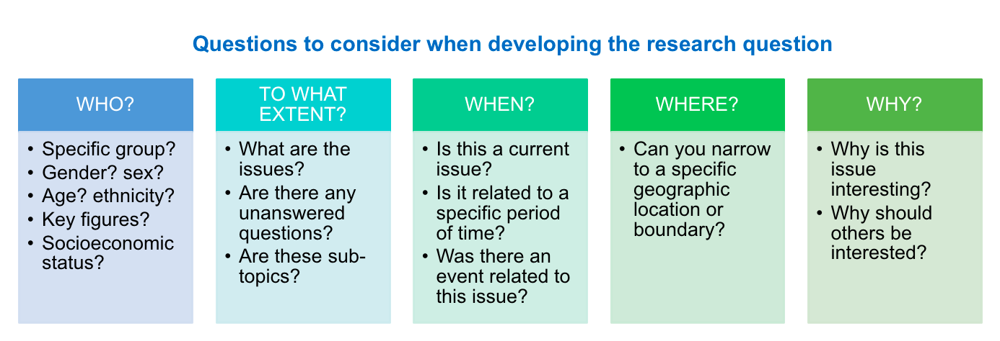 Questions to consider when developing the research question
WHO?
• Specific group?
• Gender? sex?
• Age? ethnicity?
• Key figures?
• Socioeconomic
status?
TO WHAT
EXTENT?
• What are the
issues?
• Are there any
unanswered
questions?
• Are these sub-
topics?
WHEN?
• Is this a current
issue?
• Is it related to a
specific period
of time?
• Was there an
event related to
this issue?
WHERE?
• Can you narrow
to a specific
geographic
location or
boundary?
WHY?
• Why is this
issue
interesting?
• Why should
others be
interested?